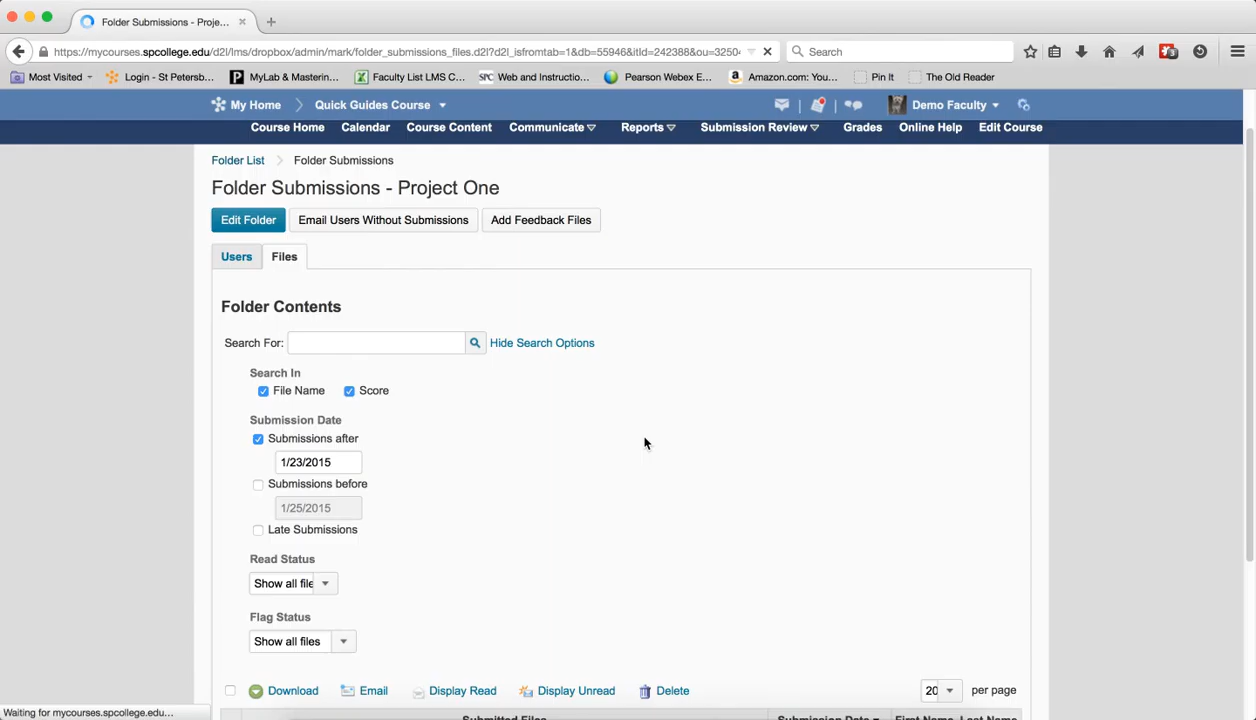 Folder Submissions - Proje...
https://mycourses.spcollege.edu/d2l/lms/dropbox/admin/mark/folder_submissions_files.d2l?d2l_isfromtab=1&db=55946&itId=242388&ou=32504
Search
Most Visited
Login - St Petersb...
MyLab & Masterin...
Faculty List LMS C...
SPC Web and Instructio...
Pearson Webex E...
Amazon.com: You...
Pin It
The Old Reader
My Home
Quick Guides Course
Demo Faculty
Course Home Calendar Course Content Communicate Reports Submission Review Grades Online Help Edit Course
Folder List Folder Submissions
Folder Submissions - Project One
Edit Folder Email Users Without Submissions Add Feedback Files
Users Files
Folder Contents
Search For: Hide Search Options
Search In
File Name Score
Submission Date
Submissions after
1/23/2015
Submissions before
1/25/2015
Late Submissions
Read Status
Show all file
Flag Status
Show all files
Download Email Display Read Display Unread Delete 20 per page
Waiting for mycourses.spcollege.edu...
Submitted Files Submission Date First Name, Last Name